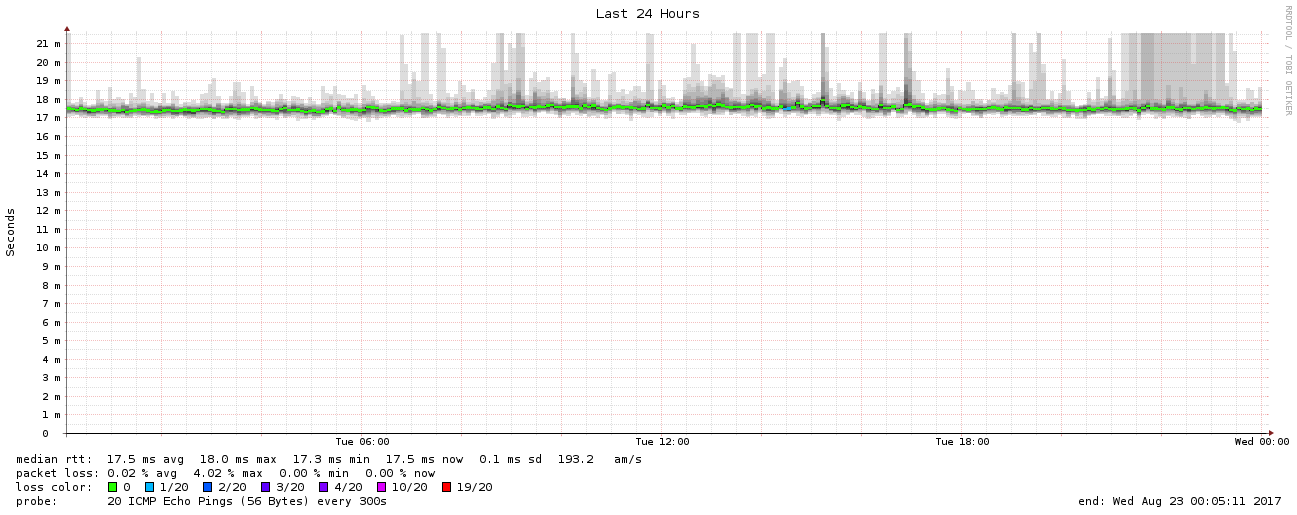 Last 24 Hours
RRDTOOL / TOBI OETIKER
Seconds
21 m
20 m
19 m
18 m
17 m
16 m
15 m
14 m
13 m
12 m
11 m
10 m
9 m
8 m
7 m
6 m
5 m
4 m
3 m
2 m
1 m
0
Tue 06:00 Tue 12:00 Tue 18:00 Wed 00:00
median rtt: 17.5 ms avg 18.0 ms max 17.3 ms min 17.5 ms now 0.1 ms sd 193.2 am/s
packet loss: 0.02 % avg 4.02 % max 0.00 % min 0.00 % now
loss color: 0 1/20 2/20 3/20 4/20 10/20 19/20
probe: 20 ICMP Echo Pings (56 Bytes) every 300s end: Wed Aug 23 00:05:11 2017